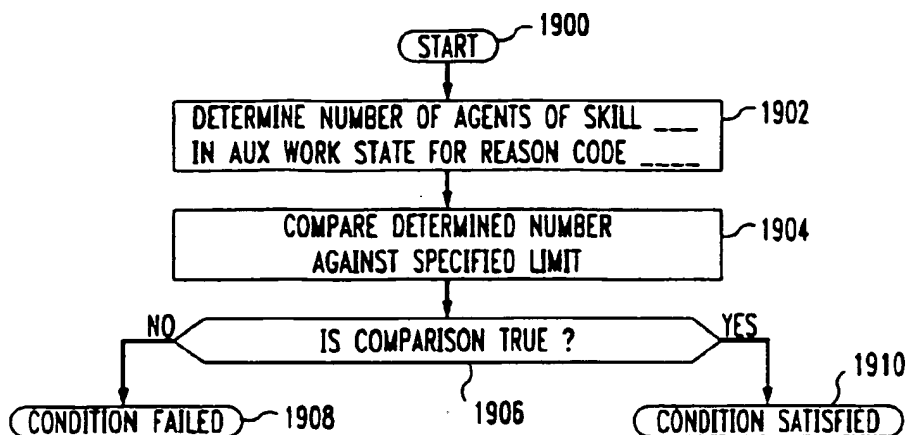 START
1900
DETERMINE NUMBER OF AGENTS OF SKILL ___
IN AUX WORK STATE FOR REASON CODE ____
1902
COMPARE DETERMINED NUMBER
AGAINST SPECIFIED LIMIT
1904
NO
IS COMPARISON TRUE ?
YES
1906
CONDITION FAILED
1908
CONDITION SATISFIED
1910